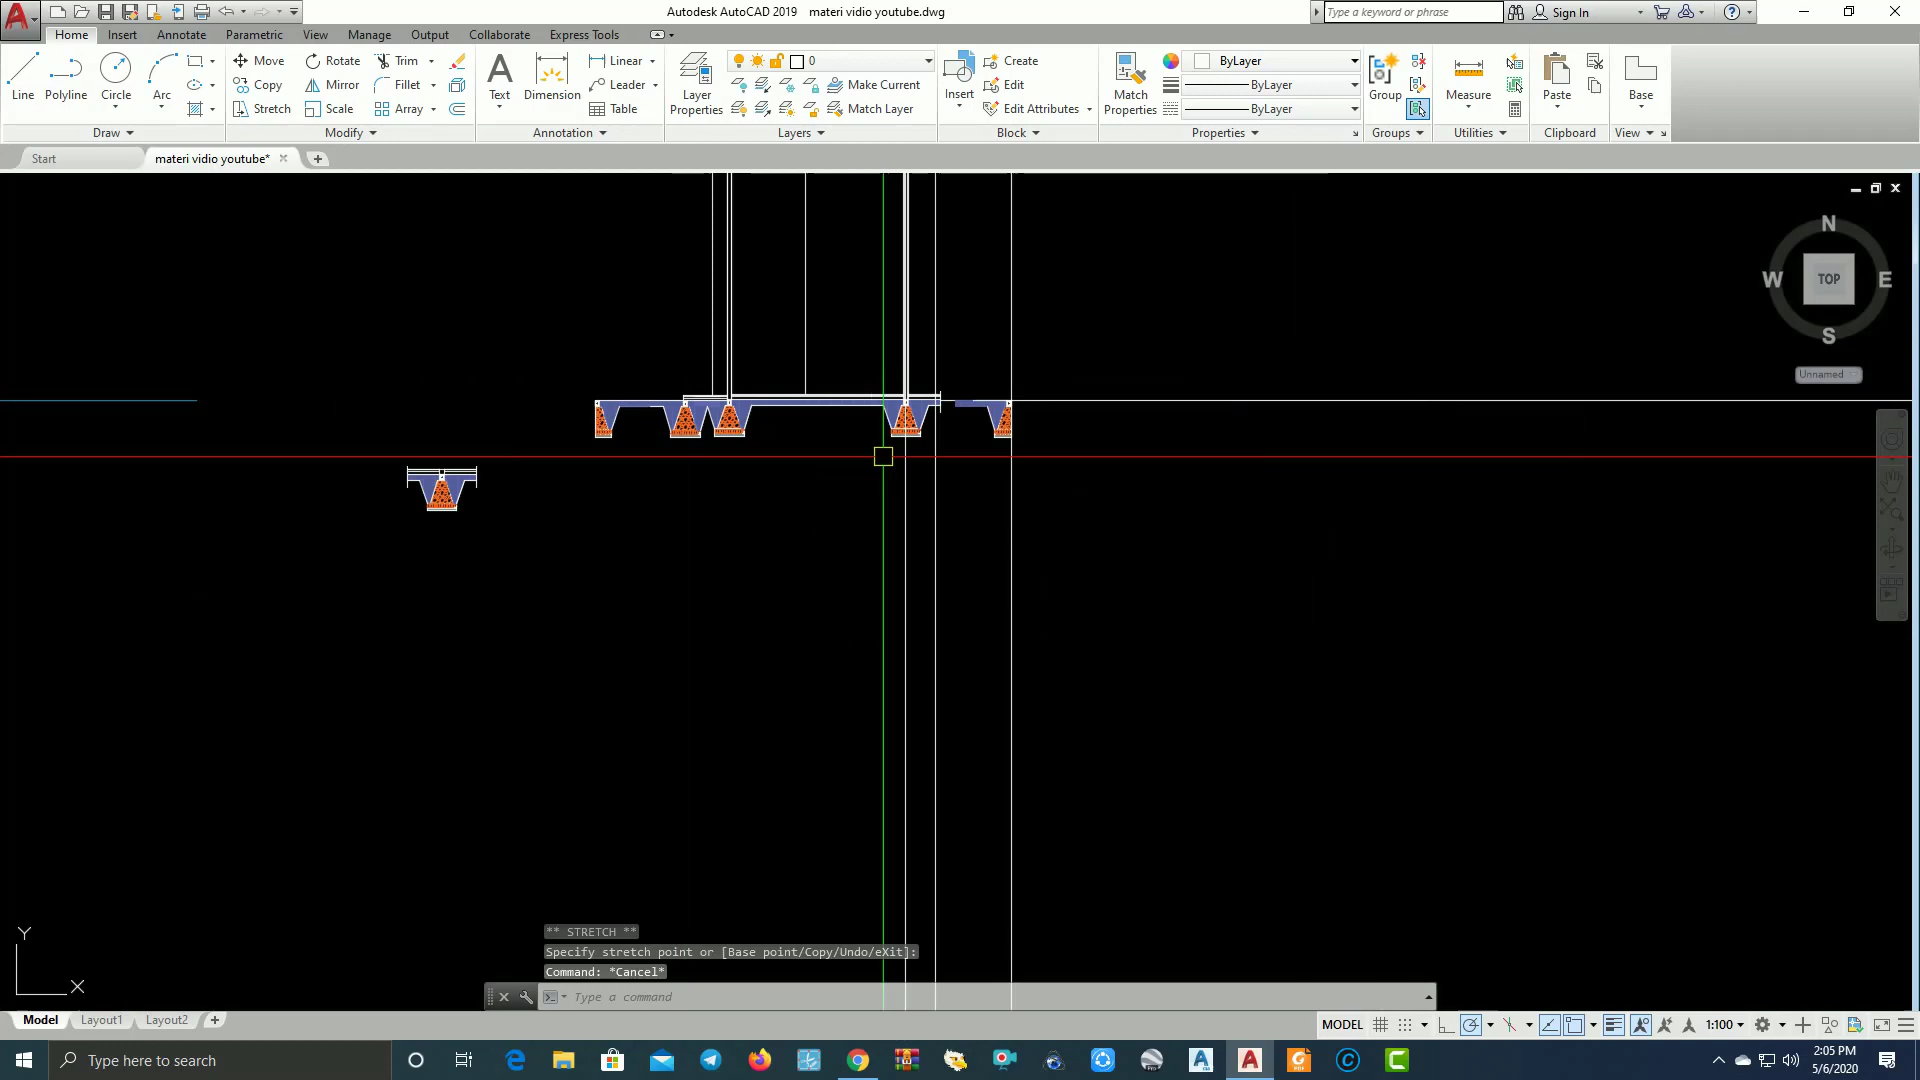 Autodesk AutoCAD 2019 materi vidio youtube.dwg
Type a keyword or phrase
Sign In
Home Insert Annotate Parametric View Manage Output Collaborate Express Tools
Line Polyline Circle Arc
Draw
Move Rotate Trim
Copy Mirror Fillet
Stretch Scale Array
Modify
Text Dimension
Linear
Leader
Table
Annotation
Layer Properties
0
Make Current
Match Layer
Layers
Insert
Create
Edit
Edit Attributes
Block
Match Properties
ByLayer
ByLayer
ByLayer
Properties
Group
Groups
Measure
Utilities
Paste
Clipboard
Base
View
Start materi vidio youtube*
N
W TOP E
S
Unnamed
Y
X
** STRETCH **
Specify stretch point or [Base point/Copy/Undo/eXit]:
Command: *Cancel*
Type a command
Model Layout1 Layout2
MODEL 1:100
Type here to search
2:05 PM
5/6/2020